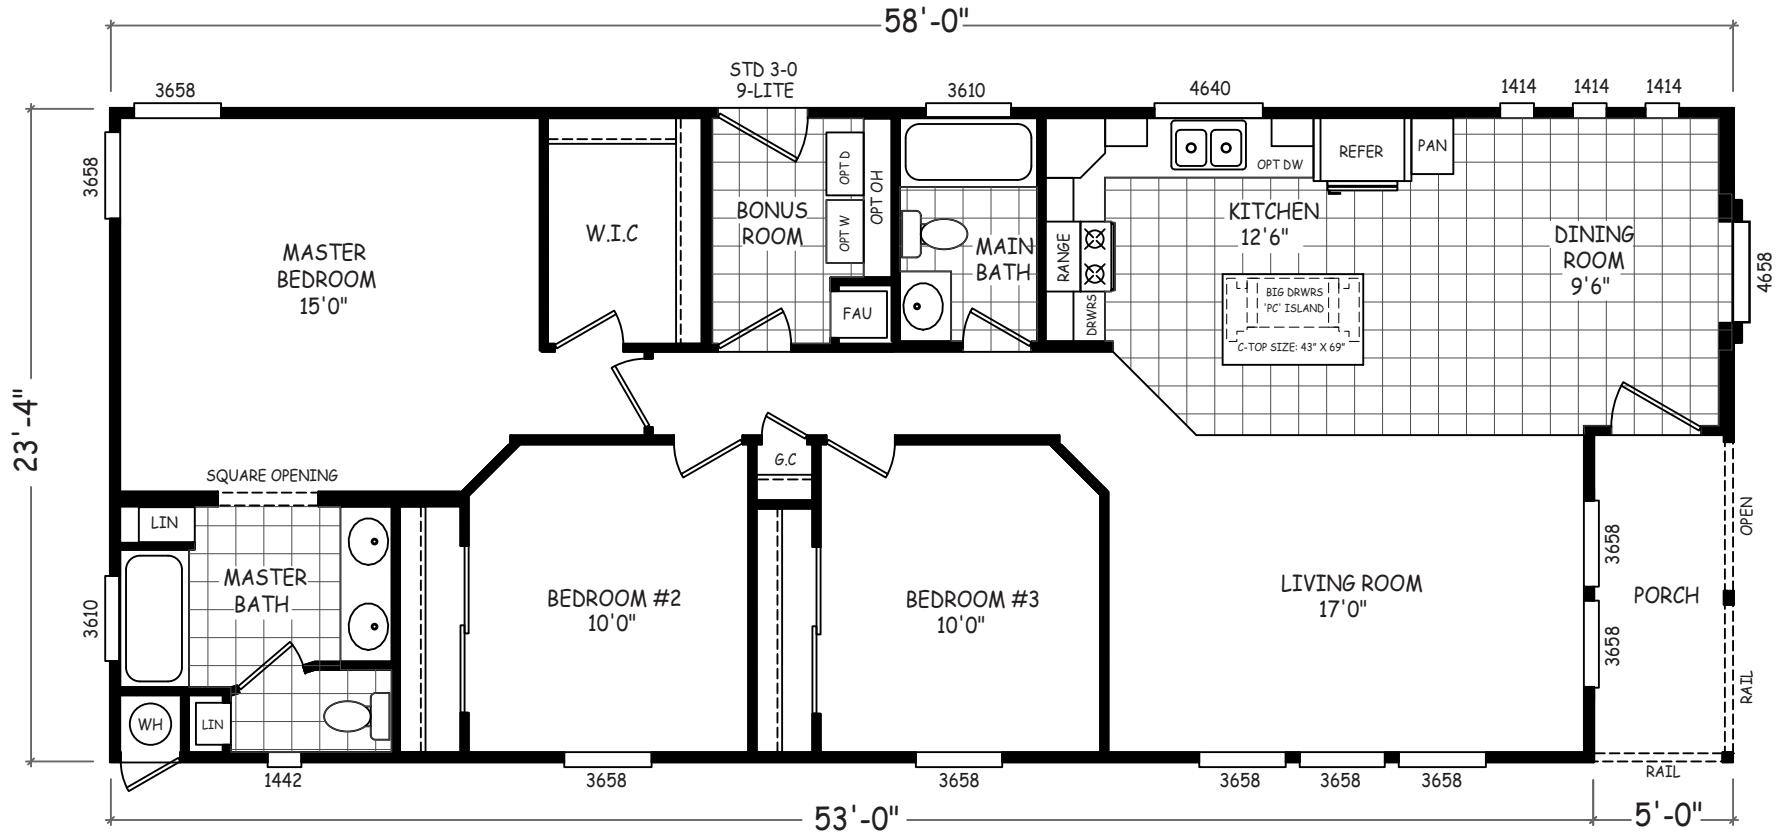 58'-0"
STD 3-0
9-LITE
3658
3610
4640
1414
1414
1414
3658
OPT D
OPT OH
OPT DW
REFER
PAN
W.I.C
BONUS
ROOM
OPT W
MAIN
BATH
RANGE
KITCHEN
12'6"
DINING
ROOM
9'6"
4658
MASTER
BEDROOM
15'0"
FAU
DRWRS
BIG DRWRS
'PC' ISLAND
C-TOP SIZE: 43" X 69"
23'-4"
SQUARE OPENING
G.C
LIN
OPEN
3658
MASTER
BATH
3610
BEDROOM #2
10'0"
BEDROOM #3
10'0"
LIVING ROOM
17'0"
PORCH
3658
RAIL
WH
LIN
1442
3658
3658
3658
3658
3658
RAIL
53'-0"
5'-0"